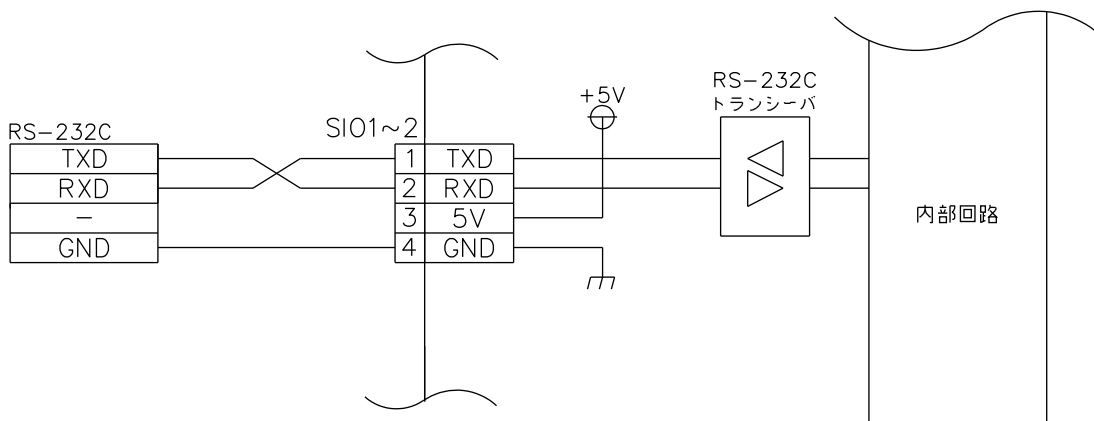 RS-232C
TXD
RXD
-
GND
SIO1~2
1 TXD
2 RXD
3 5V
4 GND
+5V
RS-232C
トランシーバ
内部回路